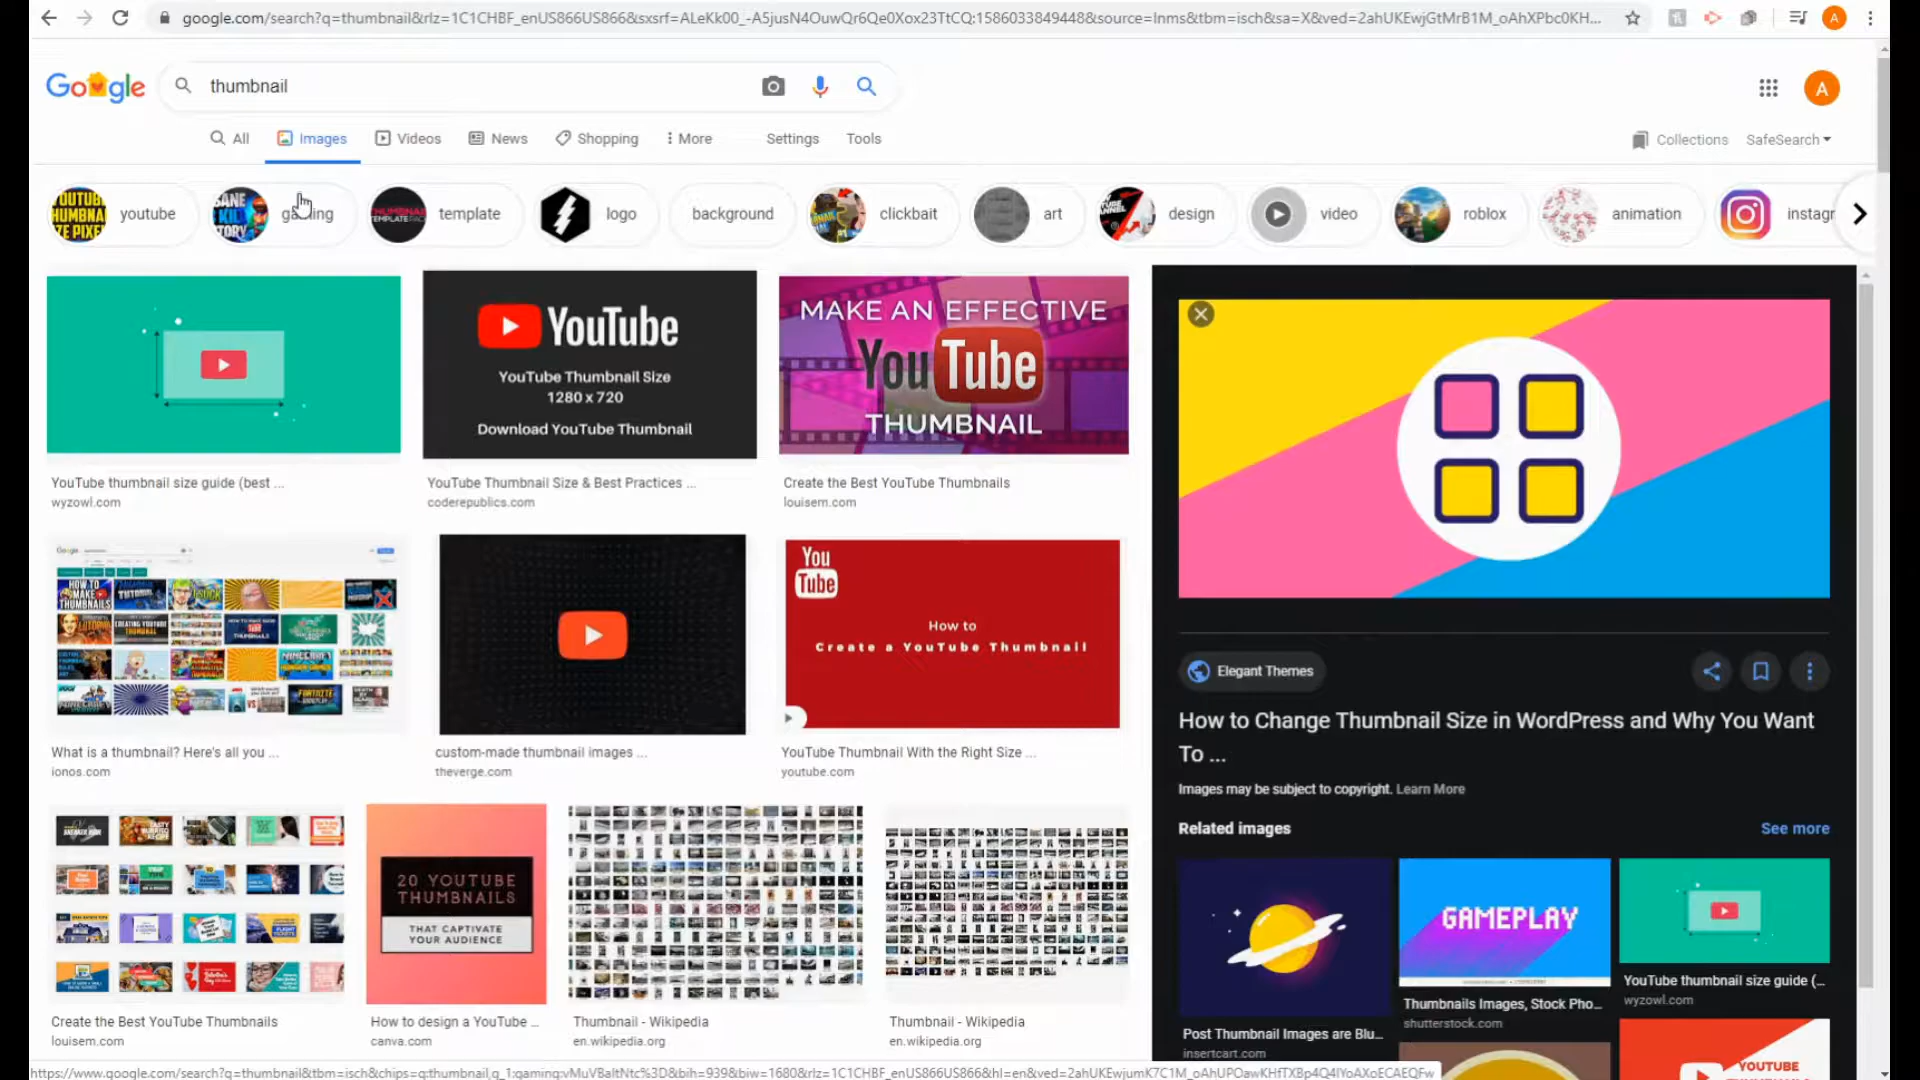 google.com/search?q=thumbnail&rlz=1C1CHBF_enUS866US866&sxsrf=ALeKk00_-A5jusN4OuwQr6Qe0Xox23TtCQ:1586033849448&source=lnms&tbm=isch&sa=X&ved=2ahUKEwjGtMrB1M_oAhXPbc0KH...
A
Google
thumbnail
A
All
Images
Videos
News
Shopping
More
Settings
Tools
Collections
SafeSearch
youtube
gaming
template
logo
background
clickbait
art
design
video
roblox
animation
instagr
YouTube
YouTube Thumbnail Size
1280 x 720
Download YouTube Thumbnail
MAKE AN EFFECTIVE
YouTube
THUMBNAIL
YouTube thumbnail size guide (best ...
wyzowl.com
YouTube Thumbnail Size & Best Practices ...
coderepublics.com
Create the Best YouTube Thumbnails
louisem.com
You
Tube
How to
Create a YouTube Thumbnail
Elegant Themes
How to Change Thumbnail Size in WordPress and Why You Want
To ...
Images may be subject to copyright. Learn More
What is a thumbnail? Here's all you ...
ionos.com
custom-made thumbnail images ...
theverge.com
YouTube Thumbnail With the Right Size ...
youtube.com
Related images
See more
20 YOUTUBE
THUMBNAILS
THAT CAPTIVATE
YOUR AUDIENCE
GAMEPLAY
YouTube thumbnail size guide (...
wyzowl.com
Thumbnails Images, Stock Pho...
shutterstock.com
Post Thumbnail Images are Blu...
insertcart.com
Create the Best YouTube Thumbnails
louisem.com
How to design a YouTube ...
canva.com
Thumbnail - Wikipedia
en.wikipedia.org
Thumbnail - Wikipedia
en.wikipedia.org
YOUTUBE